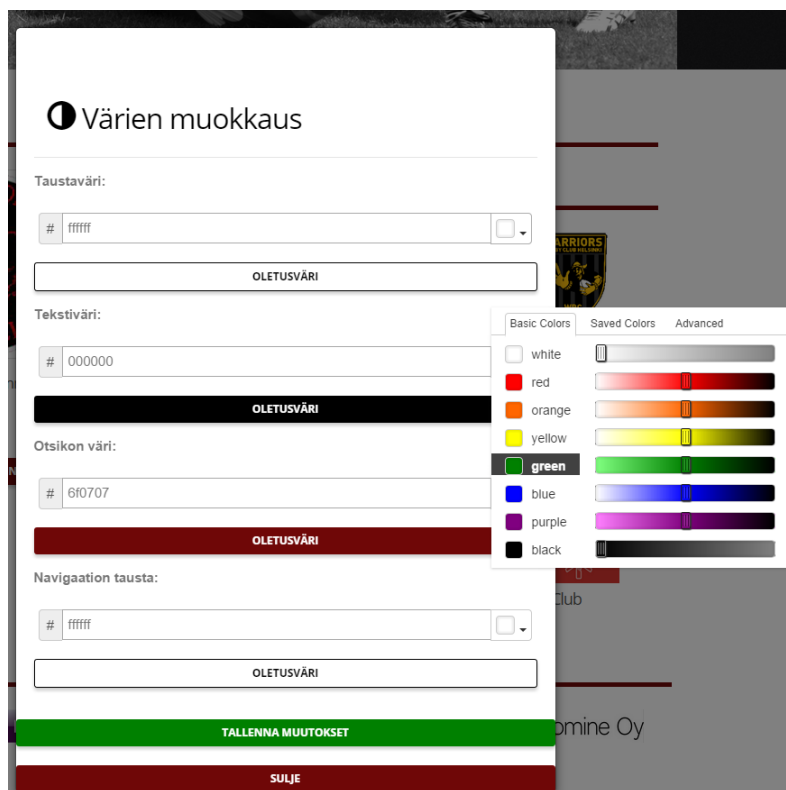 Värien muokkaus
Taustaväri:
# ffffff
OLETUSVÄRI
Tekstiväri:
# 000000
OLETUSVÄRI
Otsikon väri:
# 6f0707
OLETUSVÄRI
Navigaation tausta:
# ffffff
OLETUSVÄRI
TALLENNA MUUTOKSET
SULJE
Basic Colors Saved Colors Advanced
white
red
orange
yellow
green
blue
purple
black
Club
omine Oy